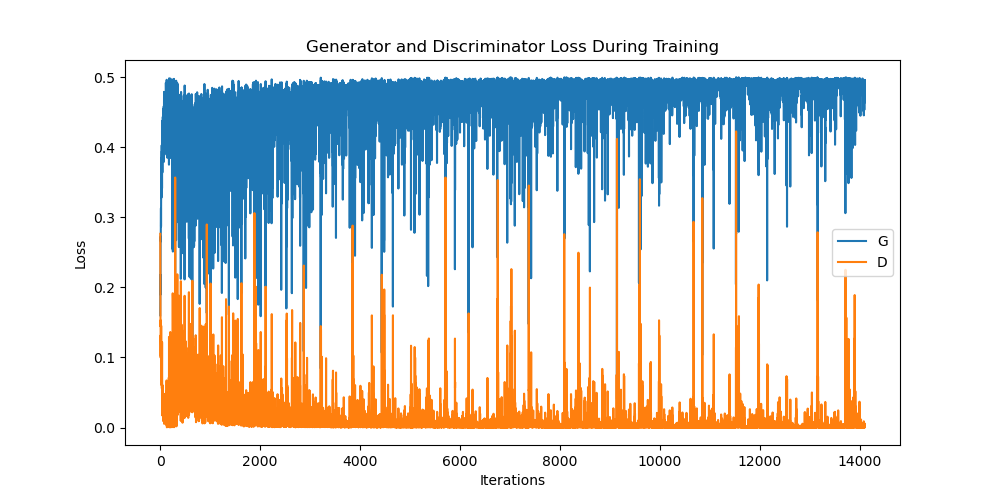 Generator and Discriminator Loss During Training
Loss
0.5
0.4
0.3
0.2
0.1
0.0
G
D
0 2000 4000 6000 8000 10000 12000 14000
Iterations